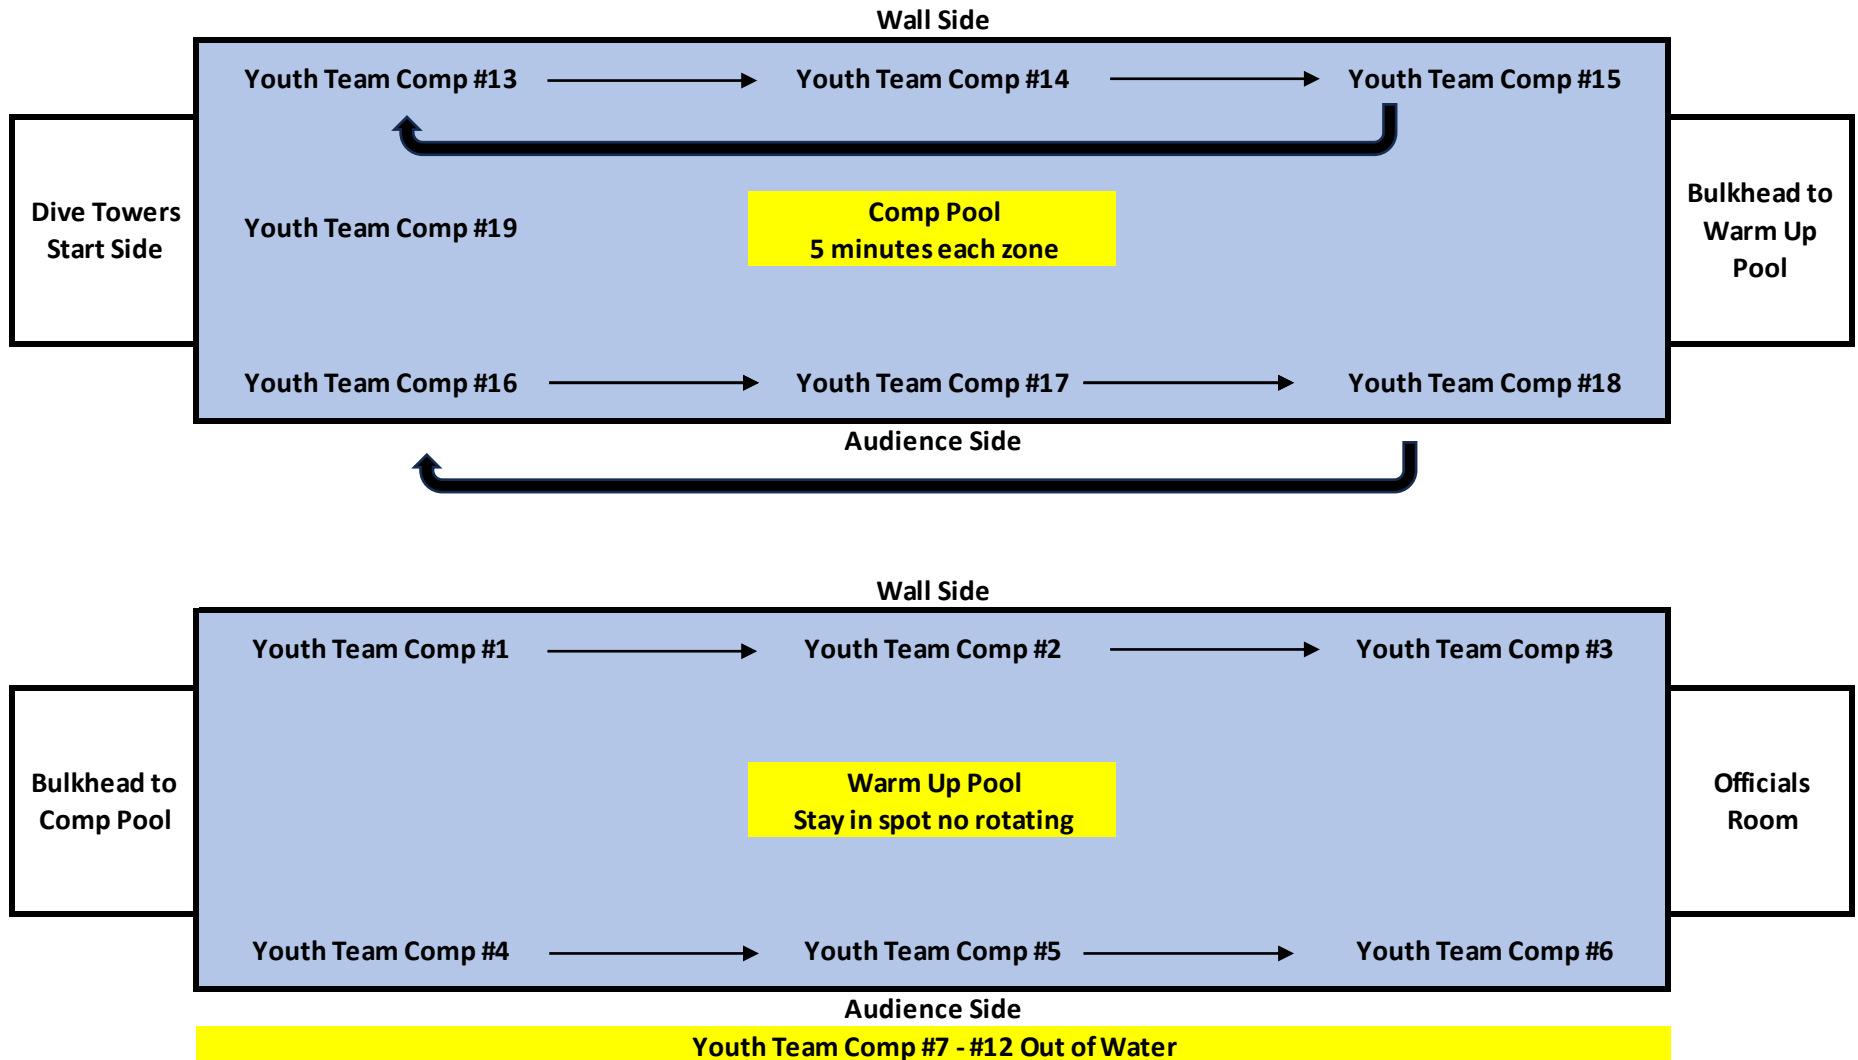 Wall Side
Youth Team Comp #13
Youth Team Comp #14
Youth Team Comp #15
Dive Towers
Start Side
Youth Team Comp #19
Comp Pool
5 minutes each zone
Bulkhead to
Warm Up
Pool
Youth Team Comp #16
Youth Team Comp #17
Youth Team Comp #18
Audience Side
Wall Side
Youth Team Comp #1
Youth Team Comp #2
Youth Team Comp #3
Bulkhead to
Comp Pool
Warm Up Pool
Stay in spot no rotating
Officials
Room
Youth Team Comp #4
Youth Team Comp #5
Youth Team Comp #6
Audience Side
Youth Team Comp #7 - #12 Out of Water